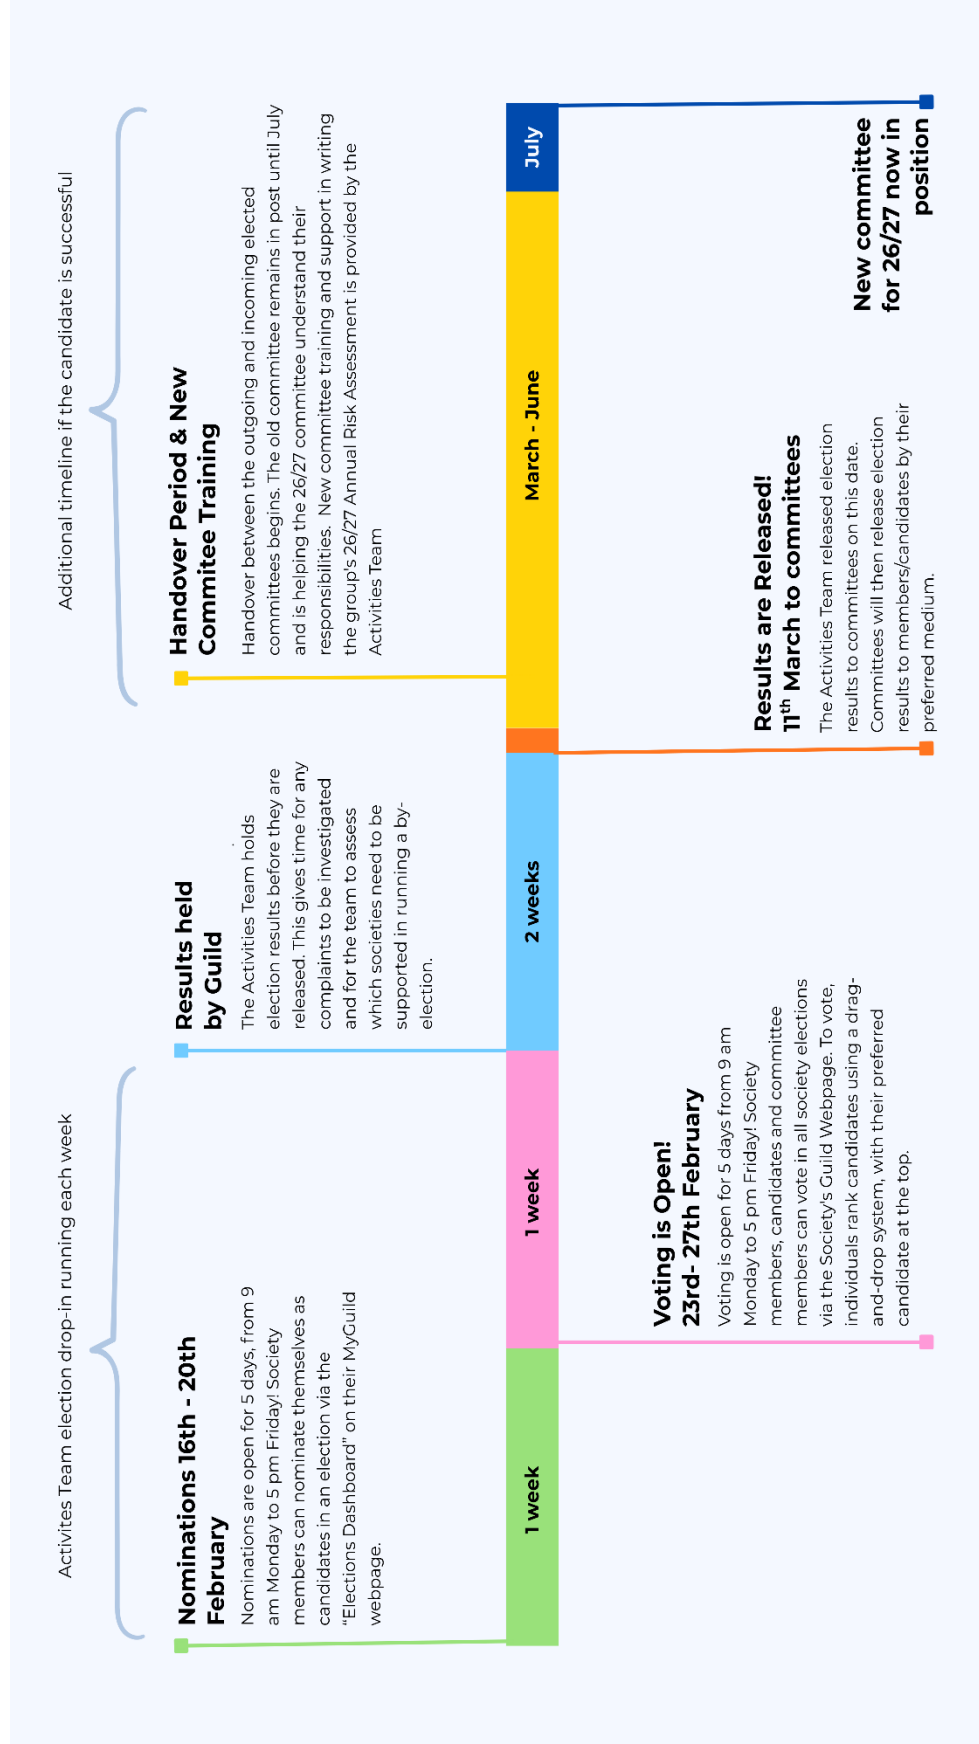 Activites Team election drop-in running each week
Additional timeline if the candidate is successful
Nominations 16th - 20th
February
Nominations are open for 5 days, from 9
am Monday to 5 pm Friday! Society
members can nominate themselves as
candidates in an election via the
“Elections Dashboard” on their MyGuild
webpage.
Results held
by Guild
The Activities Team holds
election results before they are
released. This gives time for any
complaints to be investigated
and for the team to assess
which societies need to be
supported in running a by-
election.
Handover Period & New
Commitee Training
Handover between the outgoing and incoming elected
committees begins. The old committee remains in post until July
and is helping the 26/27 committee understand their
responsibilities. New committee training and support in writing
the group's 26/27 Annual Risk Assessment is provided by the
Activities Team
1 week
1 week
2 weeks
March - June
July
Voting is Open!
23rd- 27th February
Voting is open for 5 days from 9 am
Monday to 5 pm Friday! Society
members, candidates and committee
members can vote in all society elections
via the Society's Guild Webpage. To vote,
individuals rank candidates using a drag-
and-drop system, with their preferred
candidate at the top.
Results are Released!
11th March to committees
The Activities Team released election
results to committees on this date.
Committees will then release election
results to members/candidates by their
preferred medium.
New committee
for 26/27 now in
position